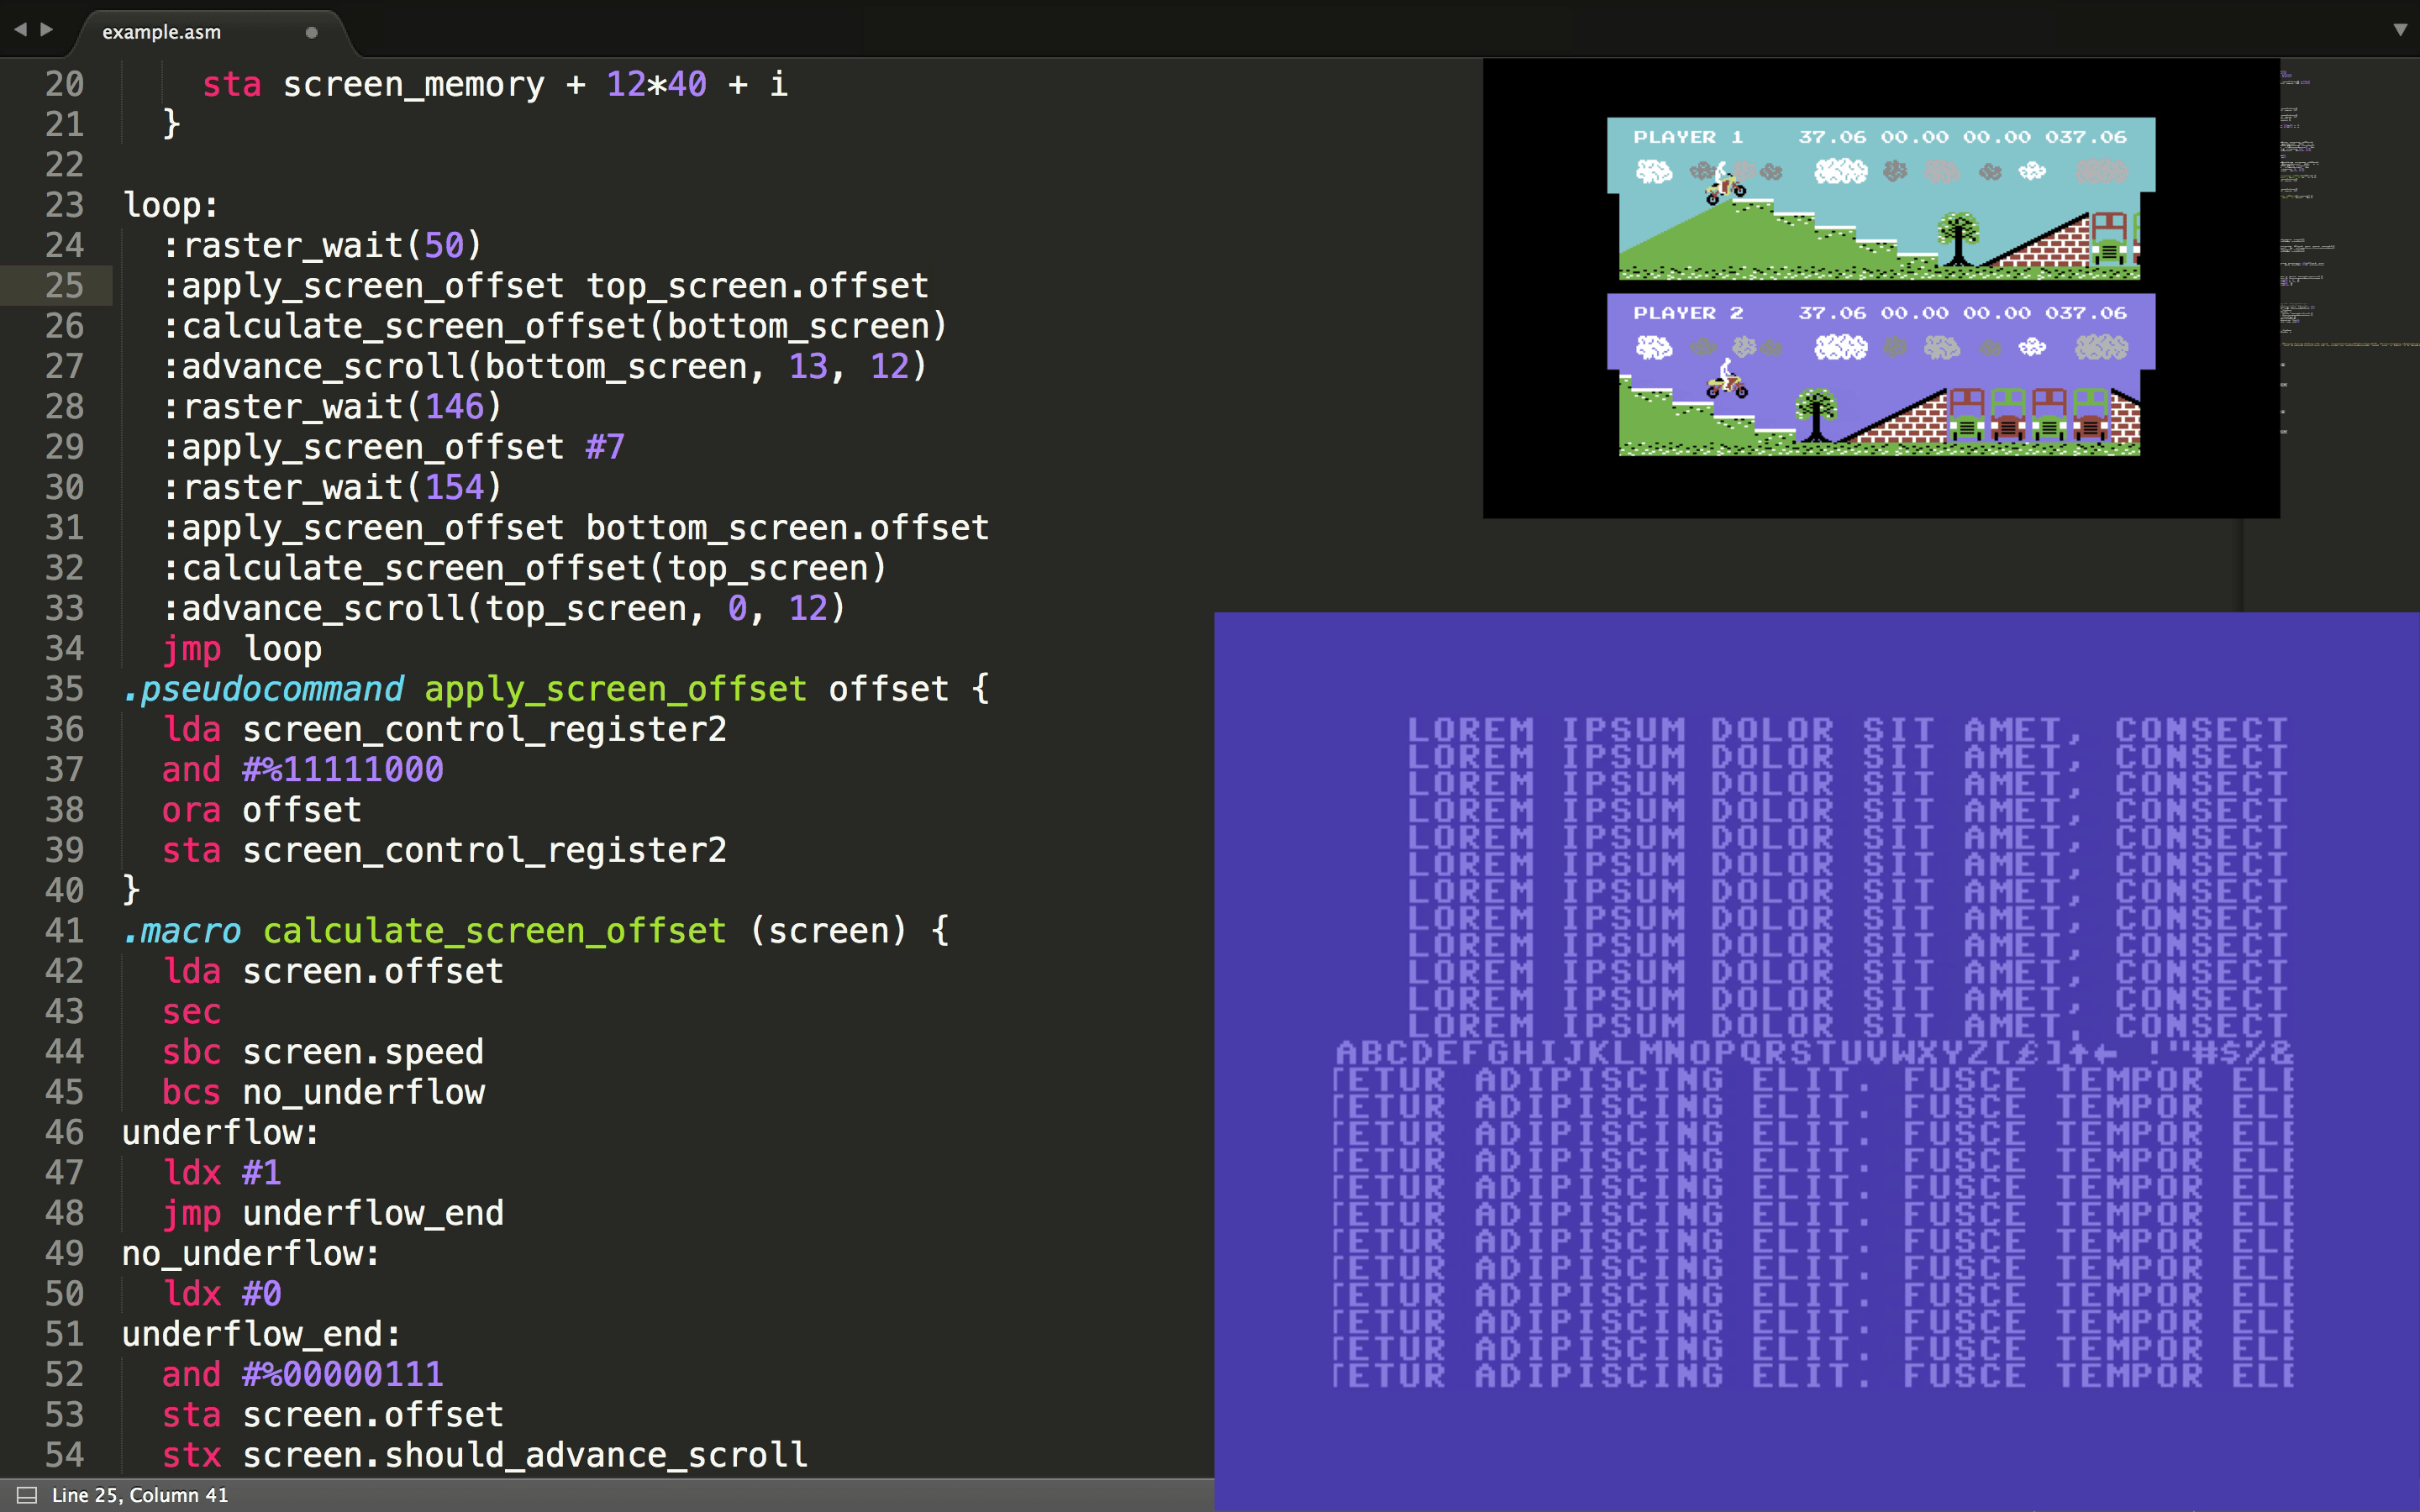 example.asm
20 sta screen_memory + 12*40 + i
21 }
22
23 loop:
24 :raster_wait(50)
25 :apply_screen_offset top_screen.offset
26 :calculate_screen_offset(bottom_screen)
27 :advance_scroll(bottom_screen, 13, 12)
28 :raster_wait(146)
29 :apply_screen_offset #7
30 :raster_wait(154)
31 :apply_screen_offset bottom_screen.offset
32 :calculate_screen_offset(top_screen)
33 :advance_scroll(top_screen, 0, 12)
34 jmp loop
35 .pseudocommand apply_screen_offset offset {
36 lda screen_control_register2
37 and #%11111000
38 ora offset
39 sta screen_control_register2
40 }
41 .macro calculate_screen_offset (screen) {
42 lda screen.offset
43 sec
44 sbc screen.speed
45 bcs no_underflow
46 underflow:
47 ldx #1
48 jmp underflow_end
49 no_underflow:
50 ldx #0
51 underflow_end:
52 and #%00000111
53 sta screen.offset
54 stx screen.should_advance_scroll
Line 25, Column 41
PLAYER 1 37.06 00.00 00.00 037.06
PLAYER 2 37.06 00.00 00.00 037.06
LOREM IPSUM DOLOR SIT AMET, CONSECT
LOREM IPSUM DOLOR SIT AMET, CONSECT
LOREM IPSUM DOLOR SIT AMET, CONSECT
LOREM IPSUM DOLOR SIT AMET, CONSECT
LOREM IPSUM DOLOR SIT AMET, CONSECT
LOREM IPSUM DOLOR SIT AMET, CONSECT
LOREM IPSUM DOLOR SIT AMET, CONSECT
LOREM IPSUM DOLOR SIT AMET, CONSECT
LOREM IPSUM DOLOR SIT AMET, CONSECT
LOREM IPSUM DOLOR SIT AMET, CONSECT
LOREM IPSUM DOLOR SIT AMET, CONSECT
LOREM IPSUM DOLOR SIT AMET, CONSECT
ABCDEFGHIJKLMNOPQRSTUVWXYZ[£]↑← !"#$%&
TETUR ADIPISCING ELIT. FUSCE TEMPOR ELE
TETUR ADIPISCING ELIT. FUSCE TEMPOR ELE
TETUR ADIPISCING ELIT. FUSCE TEMPOR ELE
TETUR ADIPISCING ELIT. FUSCE TEMPOR ELE
TETUR ADIPISCING ELIT. FUSCE TEMPOR ELE
TETUR ADIPISCING ELIT. FUSCE TEMPOR ELE
TETUR ADIPISCING ELIT. FUSCE TEMPOR ELE
TETUR ADIPISCING ELIT. FUSCE TEMPOR ELE
TETUR ADIPISCING ELIT. FUSCE TEMPOR ELE
TETUR ADIPISCING ELIT. FUSCE TEMPOR ELE
TETUR ADIPISCING ELIT. FUSCE TEMPOR ELE
TETUR ADIPISCING ELIT. FUSCE TEMPOR ELE